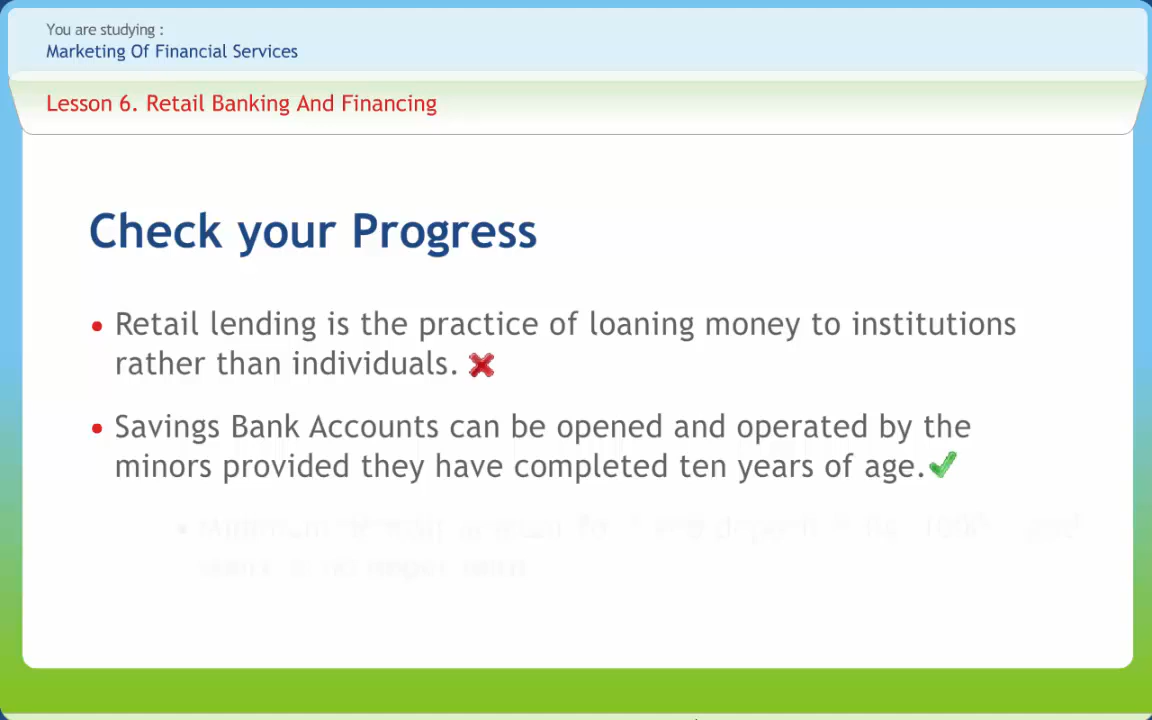 You are studying :
Marketing Of Financial Services
Lesson 6. Retail Banking And Financing
Check your Progress
• Retail lending is the practice of loaning money to institutions
rather than individuals.
• Savings Bank Accounts can be opened and operated by the
minors provided they have completed ten years of age.
• Minimum